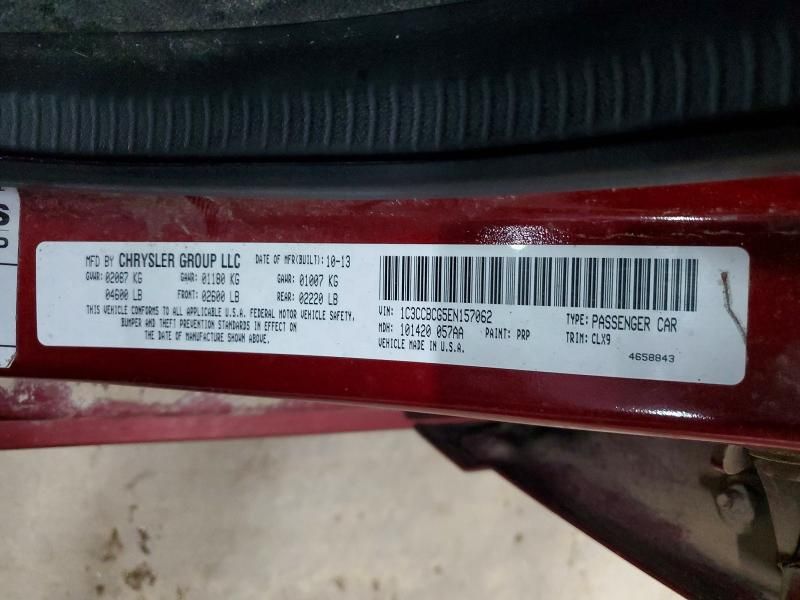 MFD BY CHRYSLER GROUP LLC DATE OF MFR(BUILT): 10-13
GVWR: 02087 KG GAWR: 01180 KG GAWR: 01007 KG
04600 LB FRONT: 02600 LB REAR: 02220 LB
THIS VEHICLE CONFORMS TO ALL APPLICABLE U.S.A. FEDERAL MOTOR VEHICLE SAFETY,
BUMPER AND THEFT PREVENTION STANDARDS IN EFFECT ON
THE DATE OF MANUFACTURE SHOWN ABOVE.
VIN: 1C3CCBCG5EN157062 TYPE: PASSENGER CAR
MDH: 101420 057AA PAINT: PRP TRIM: CLX9
VEHICLE MADE IN U.S.A. 4658843